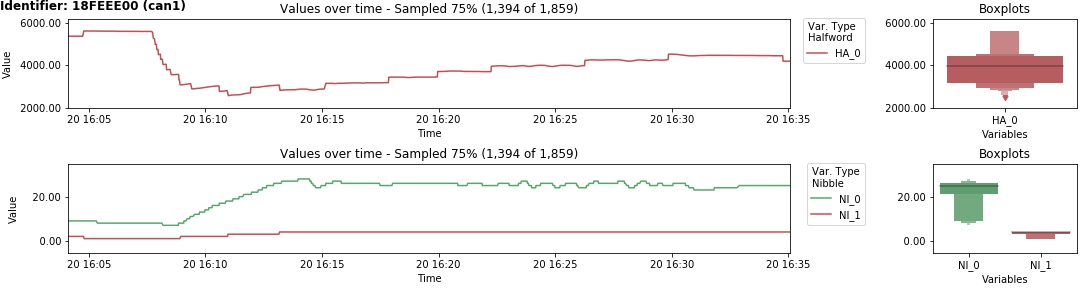 Identifier: 18FEEE00 (can1)
Values over time - Sampled 75% (1,394 of 1,859)
Boxplots
6000.00
4000.00
2000.00
Value
20 16:05 20 16:10 20 16:15 20 16:20 20 16:25 20 16:30 20 16:35
Time
Var. Type
Halfword
HA_0
6000.00
4000.00
2000.00
HA_0
Variables
Values over time - Sampled 75% (1,394 of 1,859)
Boxplots
20.00
0.00
Value
20 16:05 20 16:10 20 16:15 20 16:20 20 16:25 20 16:30 20 16:35
Time
Var. Type
Nibble
NI_0
NI_1
20.00
0.00
NI_0 NI_1
Variables